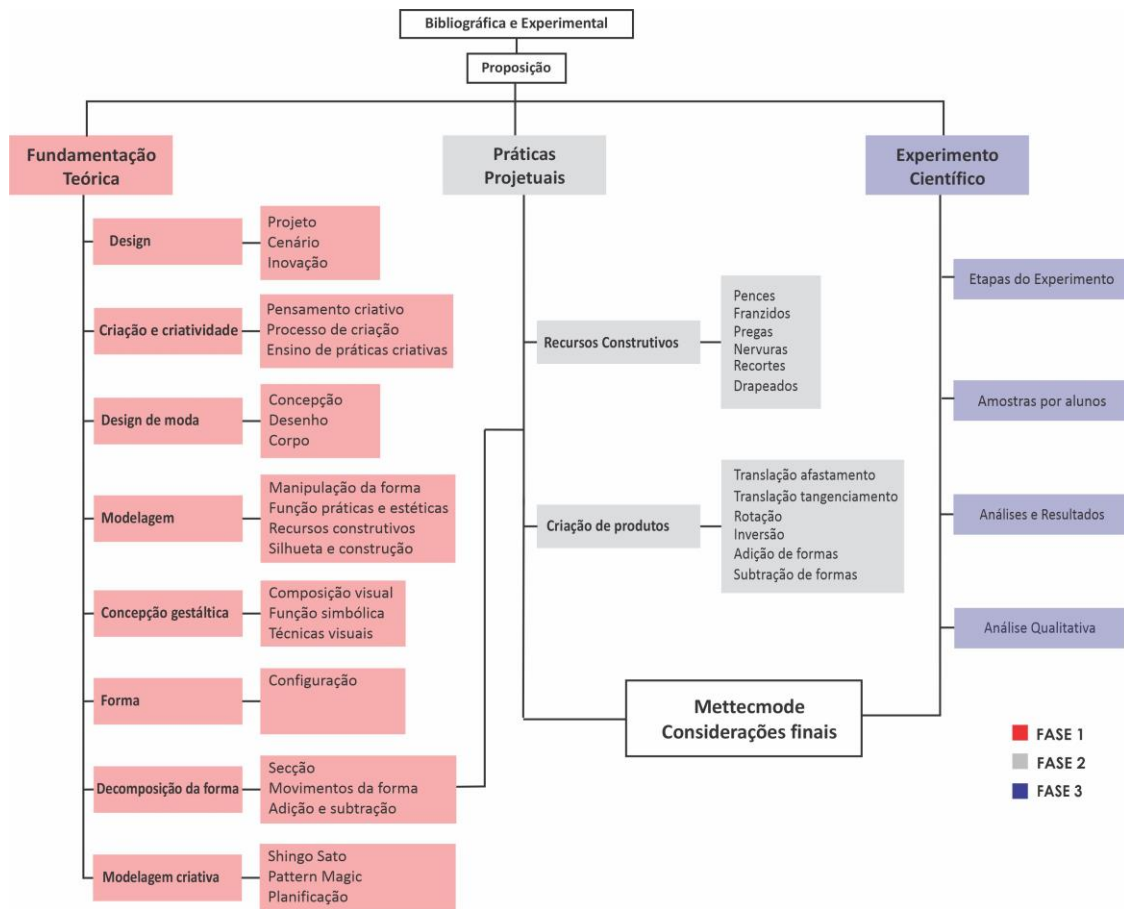 Bibliográfica e Experimental
Proposição
Fundamentação
Teórica
Design
Projeto
Cenário
Inovação
Criação e criatividade
Pensamento criativo
Processo de criação
Ensino de práticas criativas
Design de moda
Concepção
Desenho
Corpo
Modelagem
Manipulação da forma
Função práticas e estéticas
Recursos construtivos
Silhueta e construção
Concepção gestáltica
Composição visual
Função simbólica
Técnicas visuais
Forma
Configuração
Decomposição da forma
Secção
Movimentos da forma
Adição e subtração
Modelagem criativa
Shingo Sato
Pattern Magic
Planificação
Práticas
Projetuais
Recursos Construtivos
Pences
Franzidos
Pregas
Nervuras
Recortes
Drapeados
Criação de produtos
Translação afastamento
Translação tangenciamento
Rotação
Inversão
Adição de formas
Subtração de formas
Experimento
Científico
Etapas do Experimento
Amostras por alunos
Análises e Resultados
Análise Qualitativa
Mettecmode
Considerações finais
FASE 1
FASE 2
FASE 3